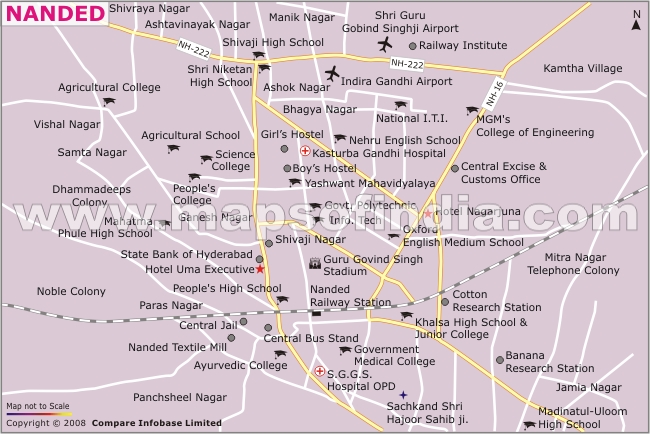 NANDED
Shivraya Nagar
Ashtavinayak Nagar
Manik Nagar
Shri Guru
Gobind Singhji Airport
N
NH-222
Shivaji High School
Railway Institute
Shri Niketan
High School
NH-222
Kamtha Village
Ashok Nagar
Indira Gandhi Airport
NH-16
Agricultural College
Bhagya Nagar
National I.T.I.
MGM's
College of Engineering
Vishal Nagar
Agricultural School
Girl's Hostel
Nehru English School
Samta Nagar
Science
College
Kasturba Gandhi Hospital
Boy's Hostel
Central Excise &
Customs Office
Dhammadeeps
Colony
People's
College
Yashwant Mahavidyalaya
Govt. Polytechnic
Info. Tech
Hotel Nagarjuna
www.mapsofindia.com
Mahatma
Phule High School
Ganesh Nagar
Oxford
English Medium School
Shivaji Nagar
State Bank of Hyderabad
Hotel Uma Executive
Guru Govind Singh
Stadium
Mitra Nagar
Telephone Colony
Noble Colony
People's High School
Nanded
Railway Station
Cotton
Research Station
Paras Nagar
Central Jail
Khalsa High School &
Junior College
Nanded Textile Mill
Central Bus Stand
Government
Medical College
Banana
Research Station
Ayurvedic College
S.G.G.S.
Hospital OPD
Jamia Nagar
Panchsheel Nagar
Sachkand Shri
Hajoor Sahib ji.
Madinatul-Uloom
High School
Map not to Scale
Copyright © 2008 Compare Infobase Limited